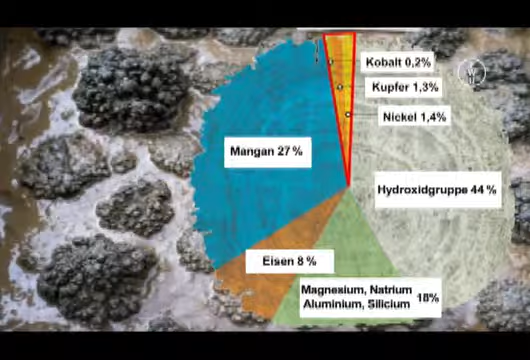 Kobalt 0,2%
Kupfer 1,3%
Nickel 1,4%
Mangan 27%
Hydroxidgruppe 44%
Eisen 8%
Magnesium, Natrium
Aluminium, Silicium 18%